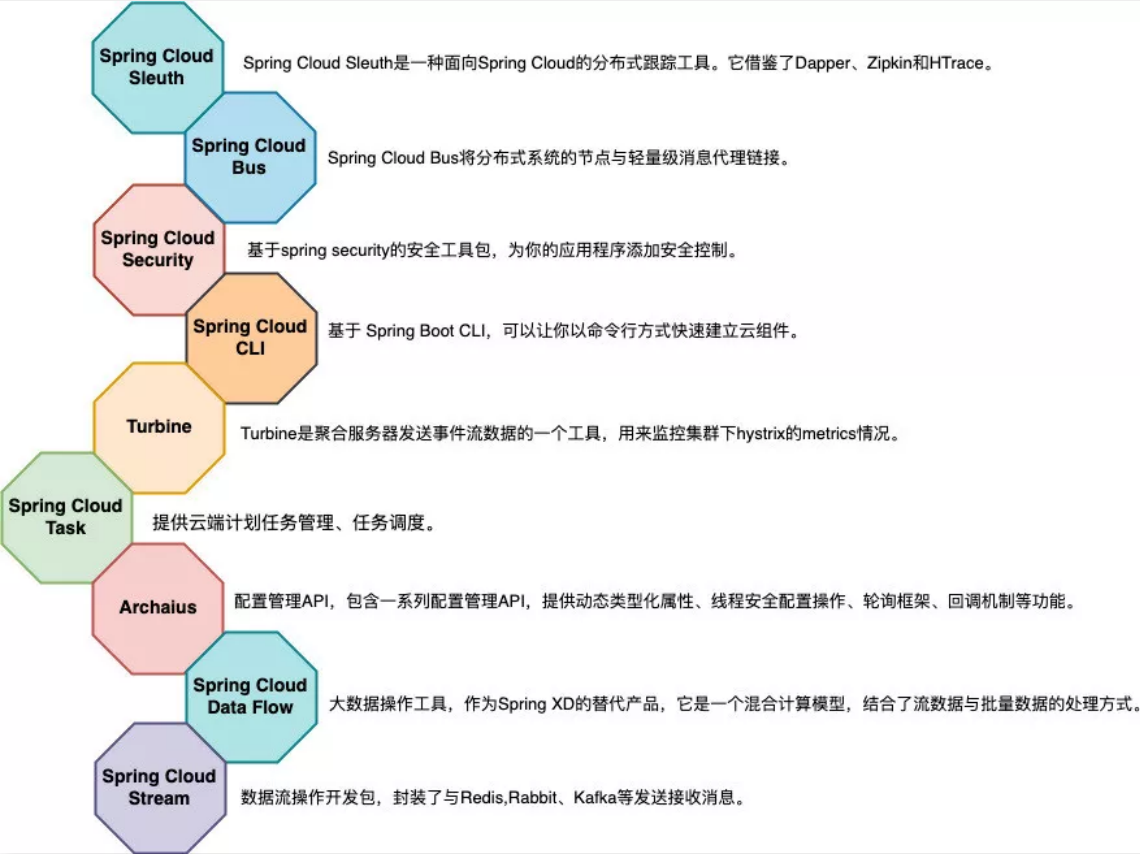 Spring Cloud
Sleuth
Spring Cloud Sleuth是一种面向Spring Cloud的分布式跟踪工具。它借鉴了Dapper、Zipkin和HTrace。
Spring Cloud
Bus
Spring Cloud Bus将分布式系统的节点与轻量级消息代理链接。
Spring Cloud
Security
基于spring security的安全工具包，为你的应用程序添加安全控制。
Spring Cloud
CLI
基于 Spring Boot CLI，可以让你以命令行方式快速建立云组件。
Turbine
Turbine是聚合服务器发送事件流数据的一个工具，用来监控集群下hystrix的metrics情况。
Spring Cloud
Task
提供云端计划任务管理、任务调度。
Archaius
配置管理API，包含一系列配置管理API，提供动态类型化属性、线程安全配置操作、轮询框架、回调机制等功能。
Spring Cloud
Data Flow
大数据操作工具，作为Spring XD的替代产品，它是一个混合计算模型，结合了流数据与批量数据的处理方式。
Spring Cloud
Stream
数据流操作开发包，封装了与Redis,Rabbit、Kafka等发送接收消息。